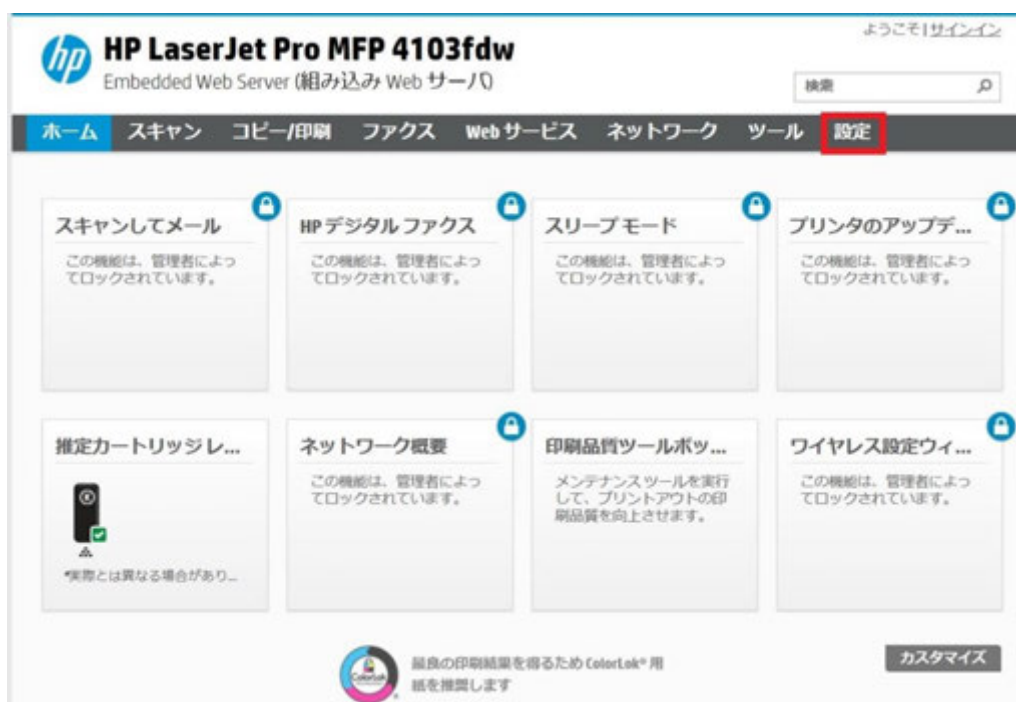 ようこそ|サインイン
hp
HP LaserJet Pro MFP 4103fdw
Embedded Web Server (組み込み Web サーバ)
検索
ホーム スキャン コピー/印刷 ファクス Web サービス ネットワーク ツール 設定
スキャンしてメール
この機能は、管理者によっ
てロックされています。
HP デジタル ファクス
この機能は、管理者によっ
てロックされています。
スリープ モード
この機能は、管理者によっ
てロックされています。
プリンタのアップデ...
この機能は、管理者によっ
てロックされています。
推定カートリッジ レ...
*実際とは異なる場合があり...
ネットワーク概要
この機能は、管理者によっ
てロックされています。
印刷品質ツールボッ...
メンテナンス ツールを実行
して、プリントアウトの印
刷品質を向上させます。
ワイヤレス設定ウィ...
この機能は、管理者によっ
てロックされています。
ColorLok
最良の印刷結果を得るため ColorLok® 用
紙を推奨します
カスタマイズ